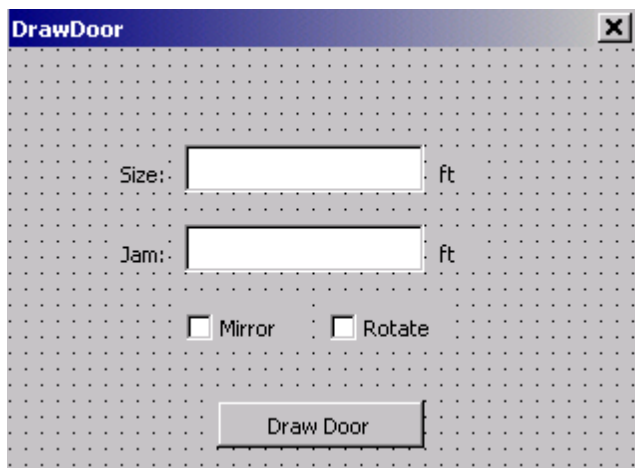 DrawDoor
Size: ft
Jam: ft
Mirror Rotate
Draw Door